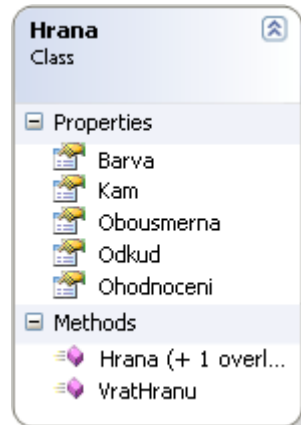 Hrana
Class
Properties
Barva
Kam
Obousmerna
Odkud
Ohodnoceni
Methods
Hrana (+ 1 overl...
VratHranu